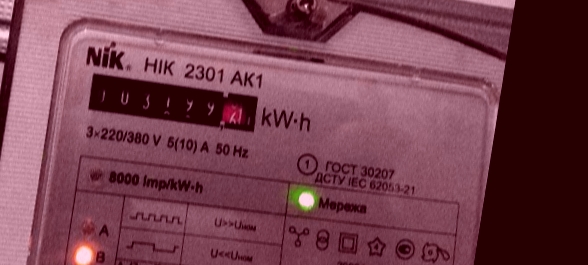 NiK НІК 2301 АК1
kW·h
3×220/380 V 5(10) A 50 Hz
1 ГОСТ 30207
ДСТУ IEC 62053-21
8000 imp/kW·h
Мережа
A
U>>Uном
B
U<<Uном